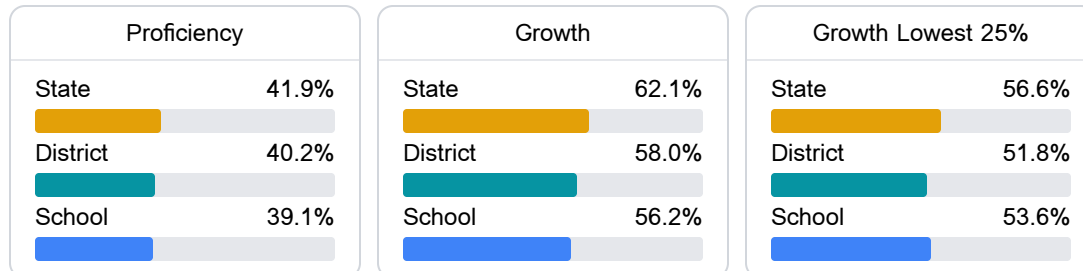 Proficiency
State 41.9%
District 40.2%
School 39.1%
Growth
State 62.1%
District 58.0%
School 56.2%
Growth Lowest 25%
State 56.6%
District 51.8%
School 53.6%